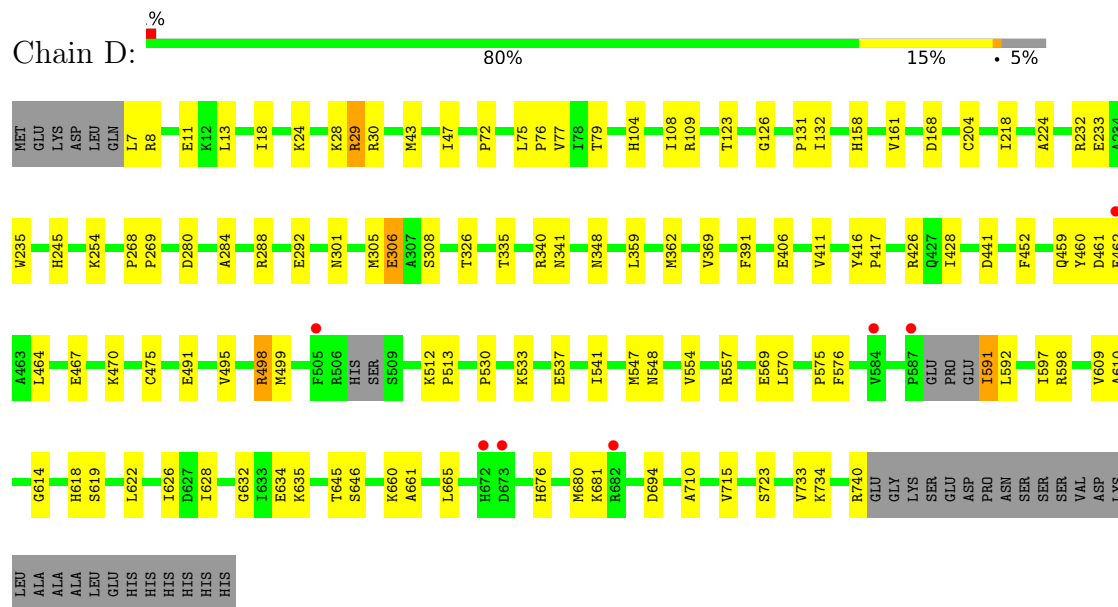 .%
Chain D:
80% 15% • 5%
MET GLU LYS ASP LEU GLN L7 R8 E11 K12 L13 I18 K24 K28 R29 R30 M43 I47 P72 L75 P76 V77 I78 T79 H104 I108 R109 T123 G126 P131 I132 H158 V161 D168 C204 I218 A224 R232 E233 A234
W235 H245 K254 P268 P269 D280 A284 R288 E292 N301 M305 E306 A307 S308 T326 T335 R340 N341 N348 L359 M362 V369 F391 E406 V411 Y416 P417 R426 Q427 I428 D441 F452 Q459 Y460 D461 E462
A463 L464 E467 K470 C475 E491 V495 R498 M499 F505 R506 HIS SER S509 K512 P513 P530 K533 E537 I541 M547 N548 V554 R557 E569 L570 P575 F576 V584 P587 GLU PRO GLU I591 L592 I597 R598 V609 A610
G614 H618 S619 L622 I626 D627 I628 G632 I633 E634 K635 T645 S646 K660 A661 L665 H672 D673 H676 M680 K681 R682 D694 A710 V715 S723 V733 K734 R740 GLU GLY LYS SER GLU ASP PRO ASN SER SER SER VAL ASP LYS
LEU ALA ALA ALA LEU GLU HIS HIS HIS HIS HIS HIS